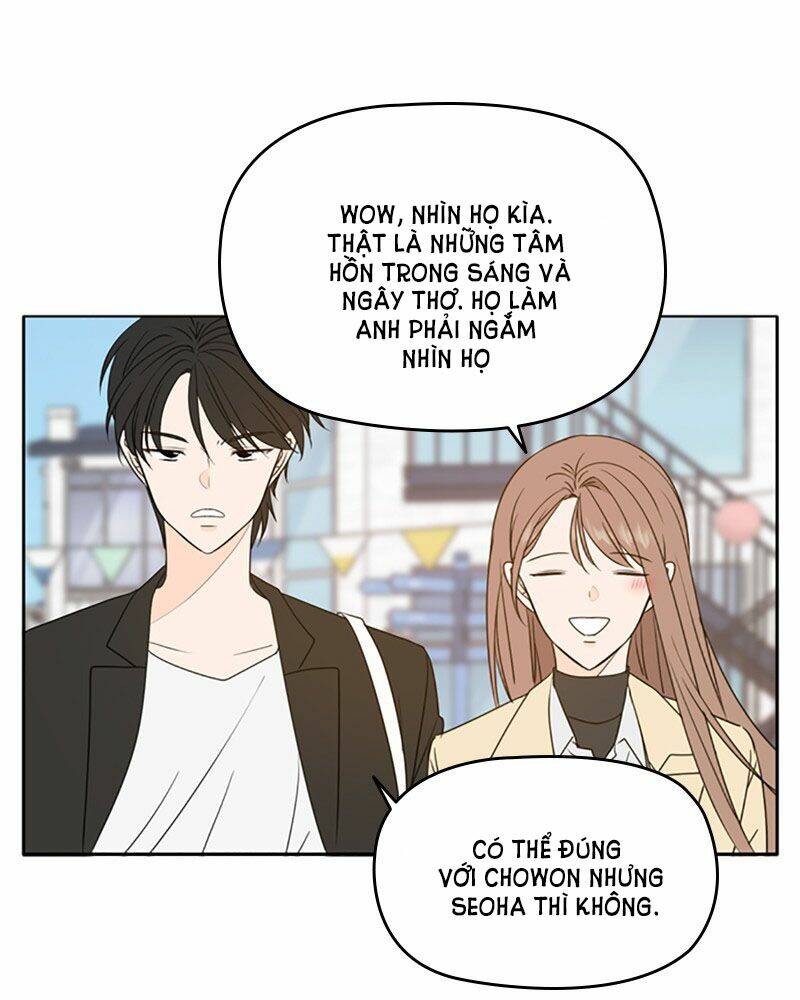 WOW, NHÌN HỌ KÌA.
THẬT LÀ NHỮNG TÂM
HỒN TRONG SÁNG VÀ
NGÂY THƠ. HỌ LÀM
ANH PHẢI NGẮM
NHÌN HỌ
CÓ THỂ ĐÚNG
VỚI CHOWON NHƯNG
SEOHA THÌ KHÔNG.